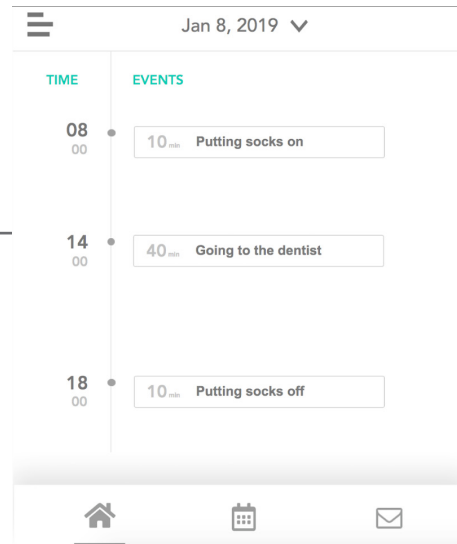 Jan 8, 2019
TIME EVENTS
08
00
10 min Putting socks on
14
00
40 min Going to the dentist
18
00
10 min Putting socks off